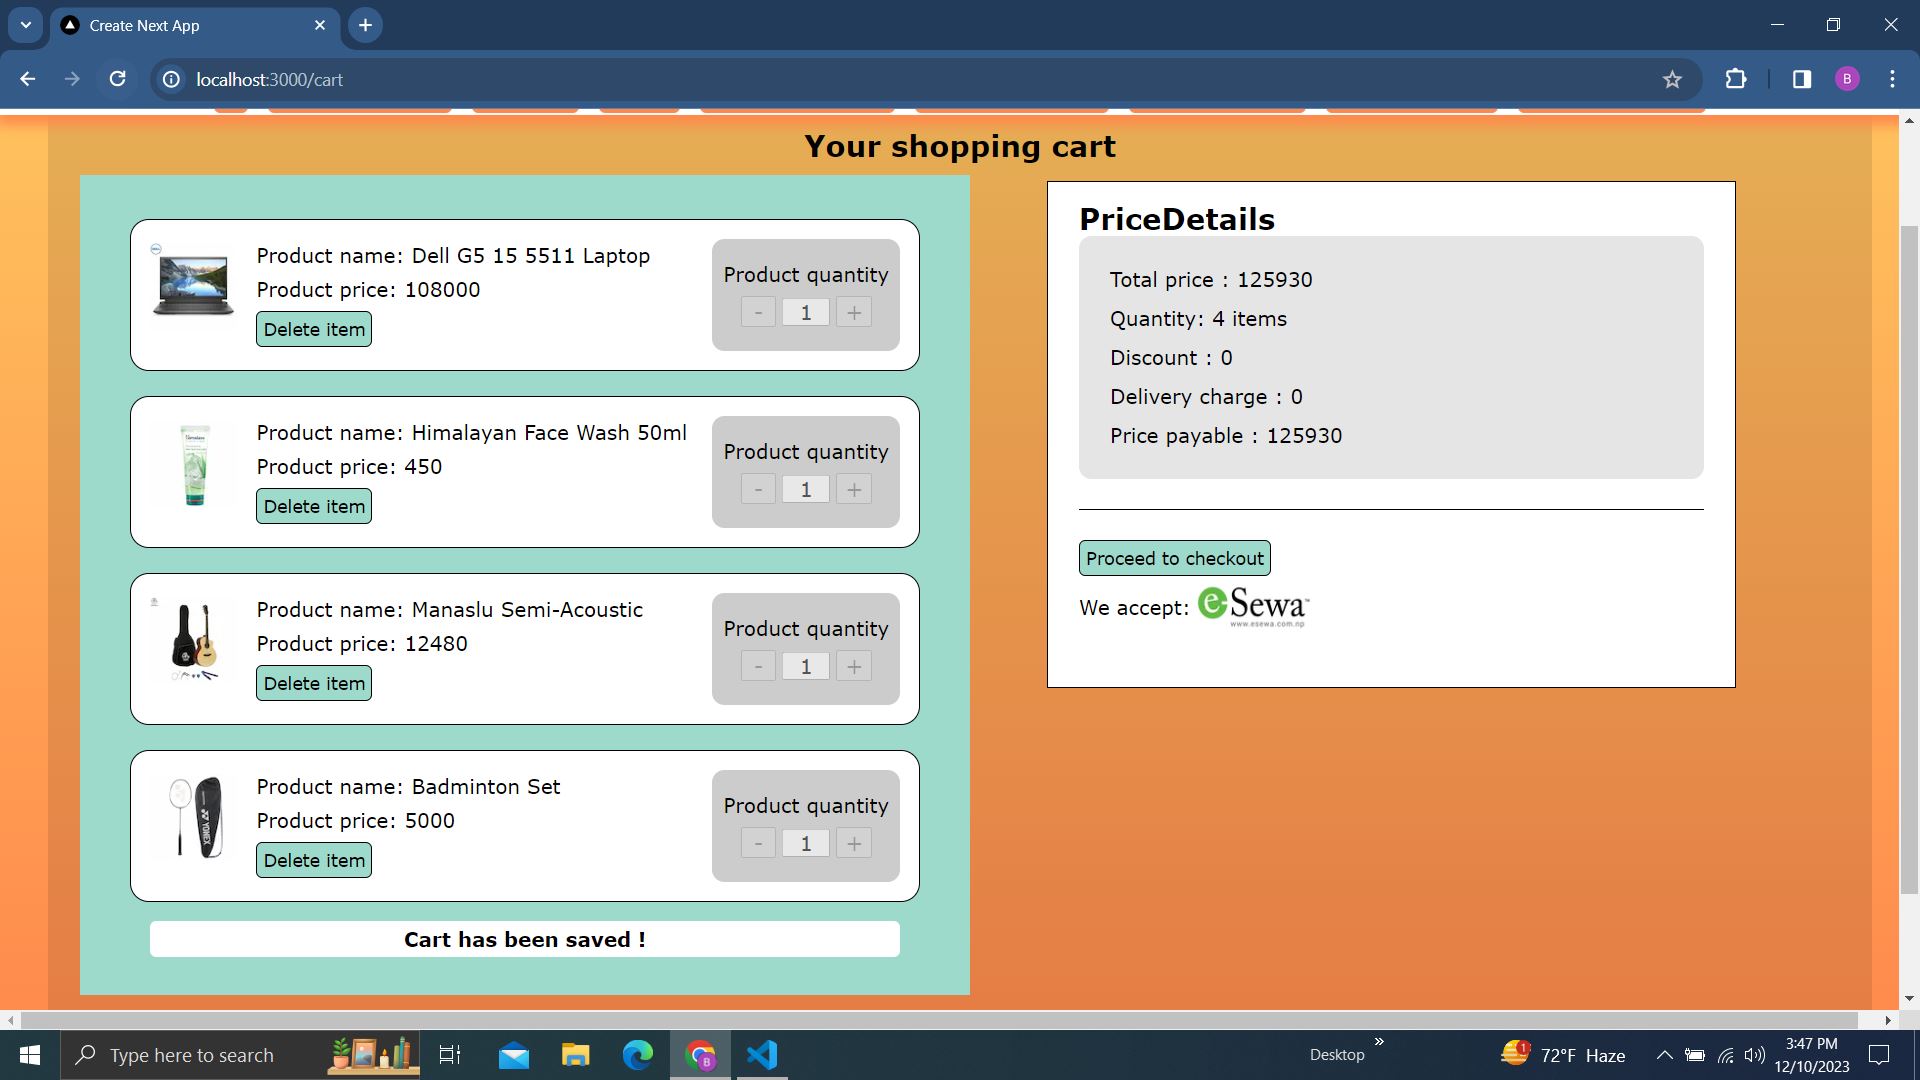 Create Next App
localhost:3000/cart
B
Your shopping cart
Product name: Dell G5 15 5511 Laptop
Product price: 108000
Delete item
Product quantity
- 1 +
Product name: Himalayan Face Wash 50ml
Product price: 450
Delete item
Product quantity
- 1 +
Product name: Manaslu Semi-Acoustic
Product price: 12480
Delete item
Product quantity
- 1 +
Product name: Badminton Set
Product price: 5000
Delete item
YONEX
Product quantity
- 1 +
Cart has been saved !
PriceDetails
Total price : 125930
Quantity: 4 items
Discount : 0
Delivery charge : 0
Price payable : 125930
Proceed to checkout
We accept: e-Sewa™
www.esewa.com.np
Type here to search
B
Desktop
»
1
72°F Haze
3:47 PM
12/10/2023